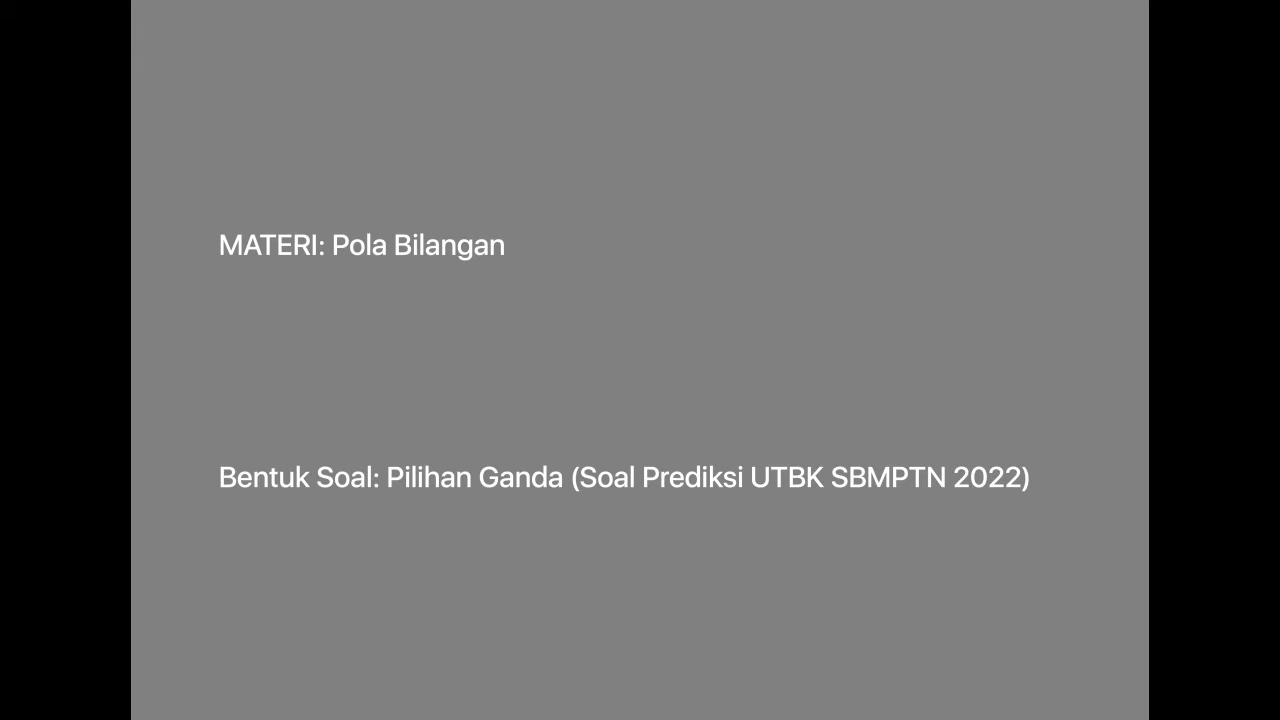 MATERI: Pola Bilangan
Bentuk Soal: Pilihan Ganda (Soal Prediksi UTBK SBMPTN 2022)